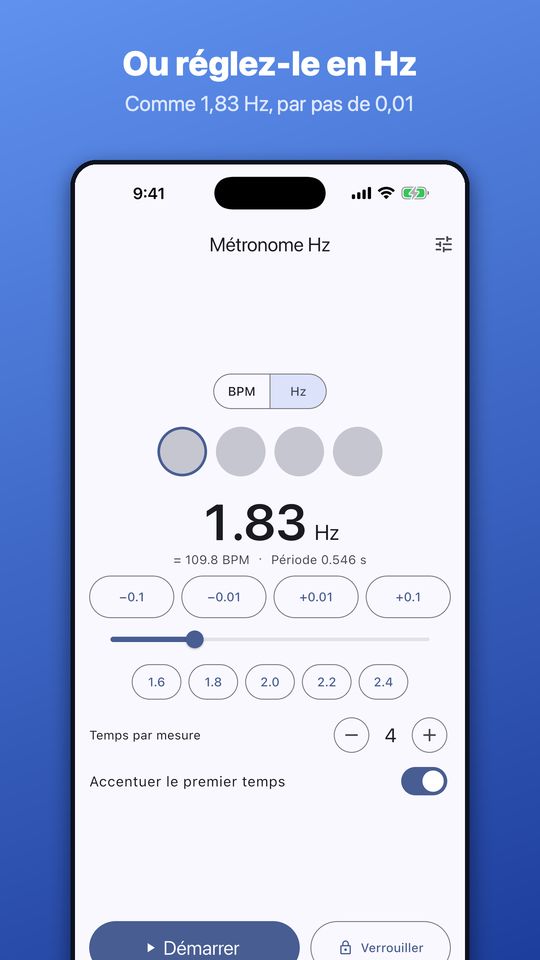 Ou réglez-le en Hz
Comme 1,83 Hz, par pas de 0,01
9:41
Métronome Hz
BPM Hz
1.83 Hz
= 109.8 BPM · Période 0.546 s
−0.1 −0.01 +0.01 +0.1
1.6 1.8 2.0 2.2 2.4
Temps par mesure − 4 +
Accentuer le premier temps
Démarrer Verrouiller